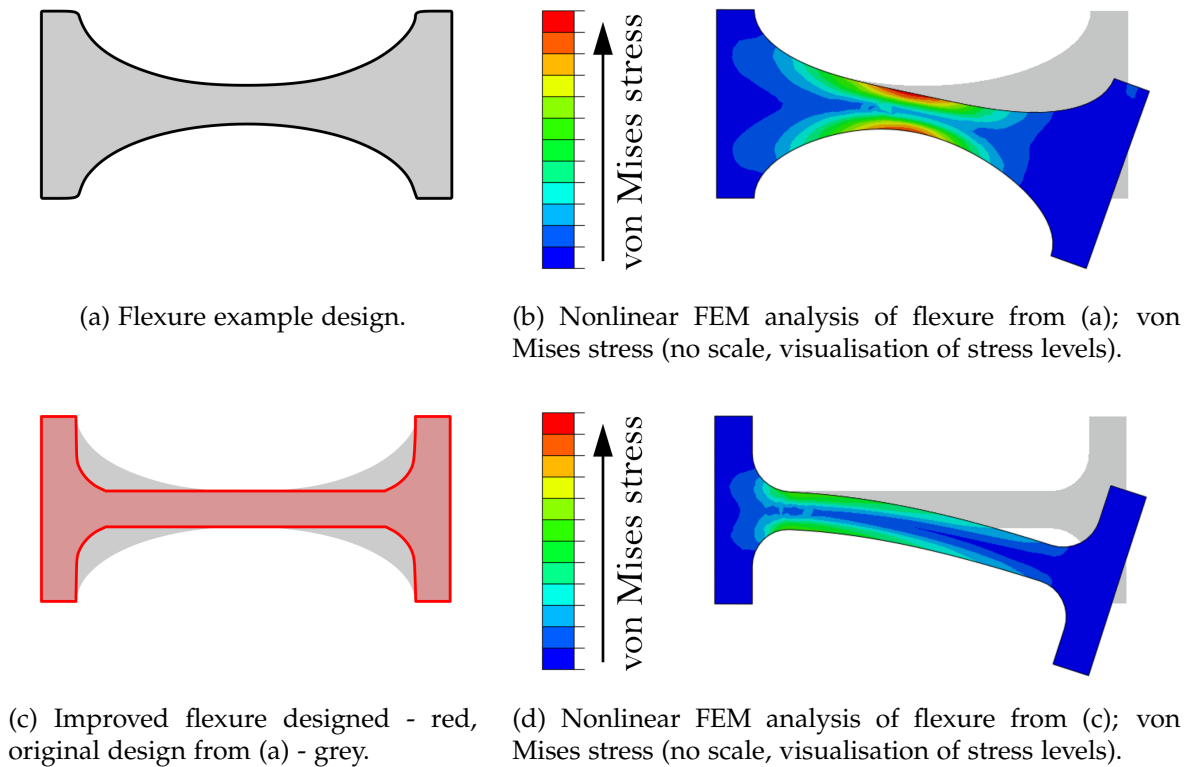 von Mises stress
(a) Flexure example design.
(b) Nonlinear FEM analysis of flexure from (a); von
Mises stress (no scale, visualisation of stress levels).
von Mises stress
(c) Improved flexure designed - red,
original design from (a) - grey.
(d) Nonlinear FEM analysis of flexure from (c); von
Mises stress (no scale, visualisation of stress levels).